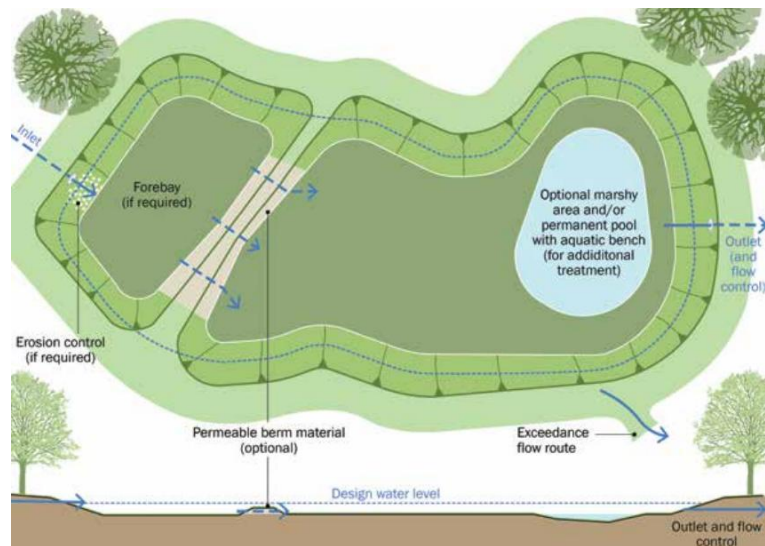 Inlet
Forebay
(if required)
Optional marshy
area and/or
permanent pool
with aquatic bench
(for addiditonal
treatment)
Outlet
(and
flow
control)
Erosion control
(if required)
Permeable berm material
(optional)
Exceedance
flow route
Design water level
Outlet and flow
control